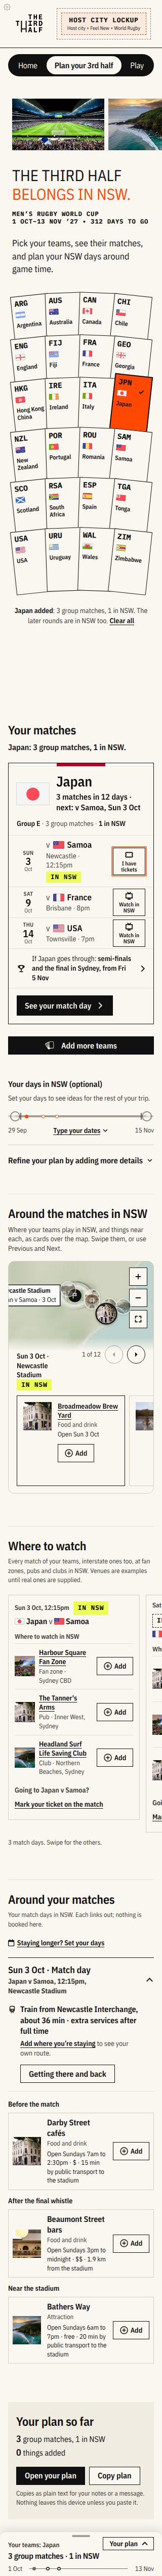 THE
THIRD
HALF
HOST CITY LOCKUP
Host city • Feel New • World Rugby
Home
Plan your 3rd half
Play
THE THIRD HALF
BELONGS IN NSW.
MEN'S RUGBY WORLD CUP
1 OCT–13 NOV '27 • 312 DAYS TO GO
Pick your teams, see their matches,
and plan your NSW days around
game time.
ARG
Argentina
AUS
Australia
CAN
Canada
CHI
Chile
ENG
England
FIJ
Fiji
FRA
France
GEO
Georgia
HKG
Hong Kong
China
IRE
Ireland
ITA
Italy
JPN
Japan
NZL
New
Zealand
POR
Portugal
ROU
Romania
SAM
Samoa
SCO
Scotland
RSA
South
Africa
ESP
Spain
TGA
Tonga
USA
USA
URU
Uruguay
WAL
Wales
ZIM
Zimbabwe
Japan added: 3 group matches, 1 in NSW. The
later rounds are in NSW too. Clear all
Your matches
Japan: 3 group matches, 1 in NSW.
Japan
3 matches in 12 days ·
next: v Samoa, Sun 3 Oct
Group E · 3 group matches · 1 in NSW
SUN
3
Oct
v Samoa
Newcastle ·
12:15pm
IN NSW
I have
tickets
SAT
9
Oct
v France
Brisbane · 8pm
Watch in
NSW
THU
14
Oct
v USA
Townsville · 7pm
Watch in
NSW
If Japan goes through: semi-finals
and the final in Sydney, from Fri
5 Nov
See your match day
Add more teams
Your days in NSW (optional)
Set your days to see ideas for the rest of your trip.
29 Sep
Type your dates
15 Nov
Refine your plan by adding more details
Around the matches in NSW
Where your teams play in NSW, and things near
each, as cards over the map. Swipe them, or use
Previous and Next.
castle Stadium
n v Samoa · 3 Oct
Sun 3 Oct ·
Newcastle
Stadium
IN NSW
1 of 12
Broadmeadow Brew
Yard
Food and drink
Open Sun 3 Oct
Add
Where to watch
Every match of your teams, interstate ones too, at fan
zones, pubs and clubs in NSW. Venues are examples
until real ones are supplied.
Sun 3 Oct, 12:15pm
IN NSW
Japan v Samoa
Where to watch in NSW
Harbour Square
Fan Zone
Fan zone ·
Sydney CBD
Add
The Tanner's
Arms
Pub · Inner West,
Sydney
Add
Headland Surf
Life Saving Club
Club · Northern
Beaches, Sydney
Add
Going to Japan v Samoa?
Mark your ticket on the match
3 match days. Swipe for the others.
Around your matches
Your match days in NSW. Each links out; nothing is
booked here.
Staying longer? Set your days
Sun 3 Oct · Match day
Japan v Samoa, 12:15pm,
Newcastle Stadium
Train from Newcastle Interchange,
about 36 min · extra services after
full time
Add where you're staying to see your
own route.
Getting there and back
Before the match
Darby Street
cafés
Food and drink
Open Sundays 7am to
2:30pm · $ · 15 min
by public transport to
the stadium
Add
After the final whistle
Beaumont Street
bars
Food and drink
Open Sundays 3pm to
midnight · $$ · 1.9 km
from the stadium
Add
Near the stadium
Bathers Way
Attraction
Open Sundays 6am to
7pm · free · 20 min by
public transport to the
stadium
Add
Your plan so far
3 group matches, 1 in NSW
0 things added
Open your plan
Copy plan
Copies as plain text for your notes or a message.
Nothing leaves this device unless you paste it.
Your teams: Japan
3 group matches · 1 in NSW
Your plan
1 Oct
13 Nov